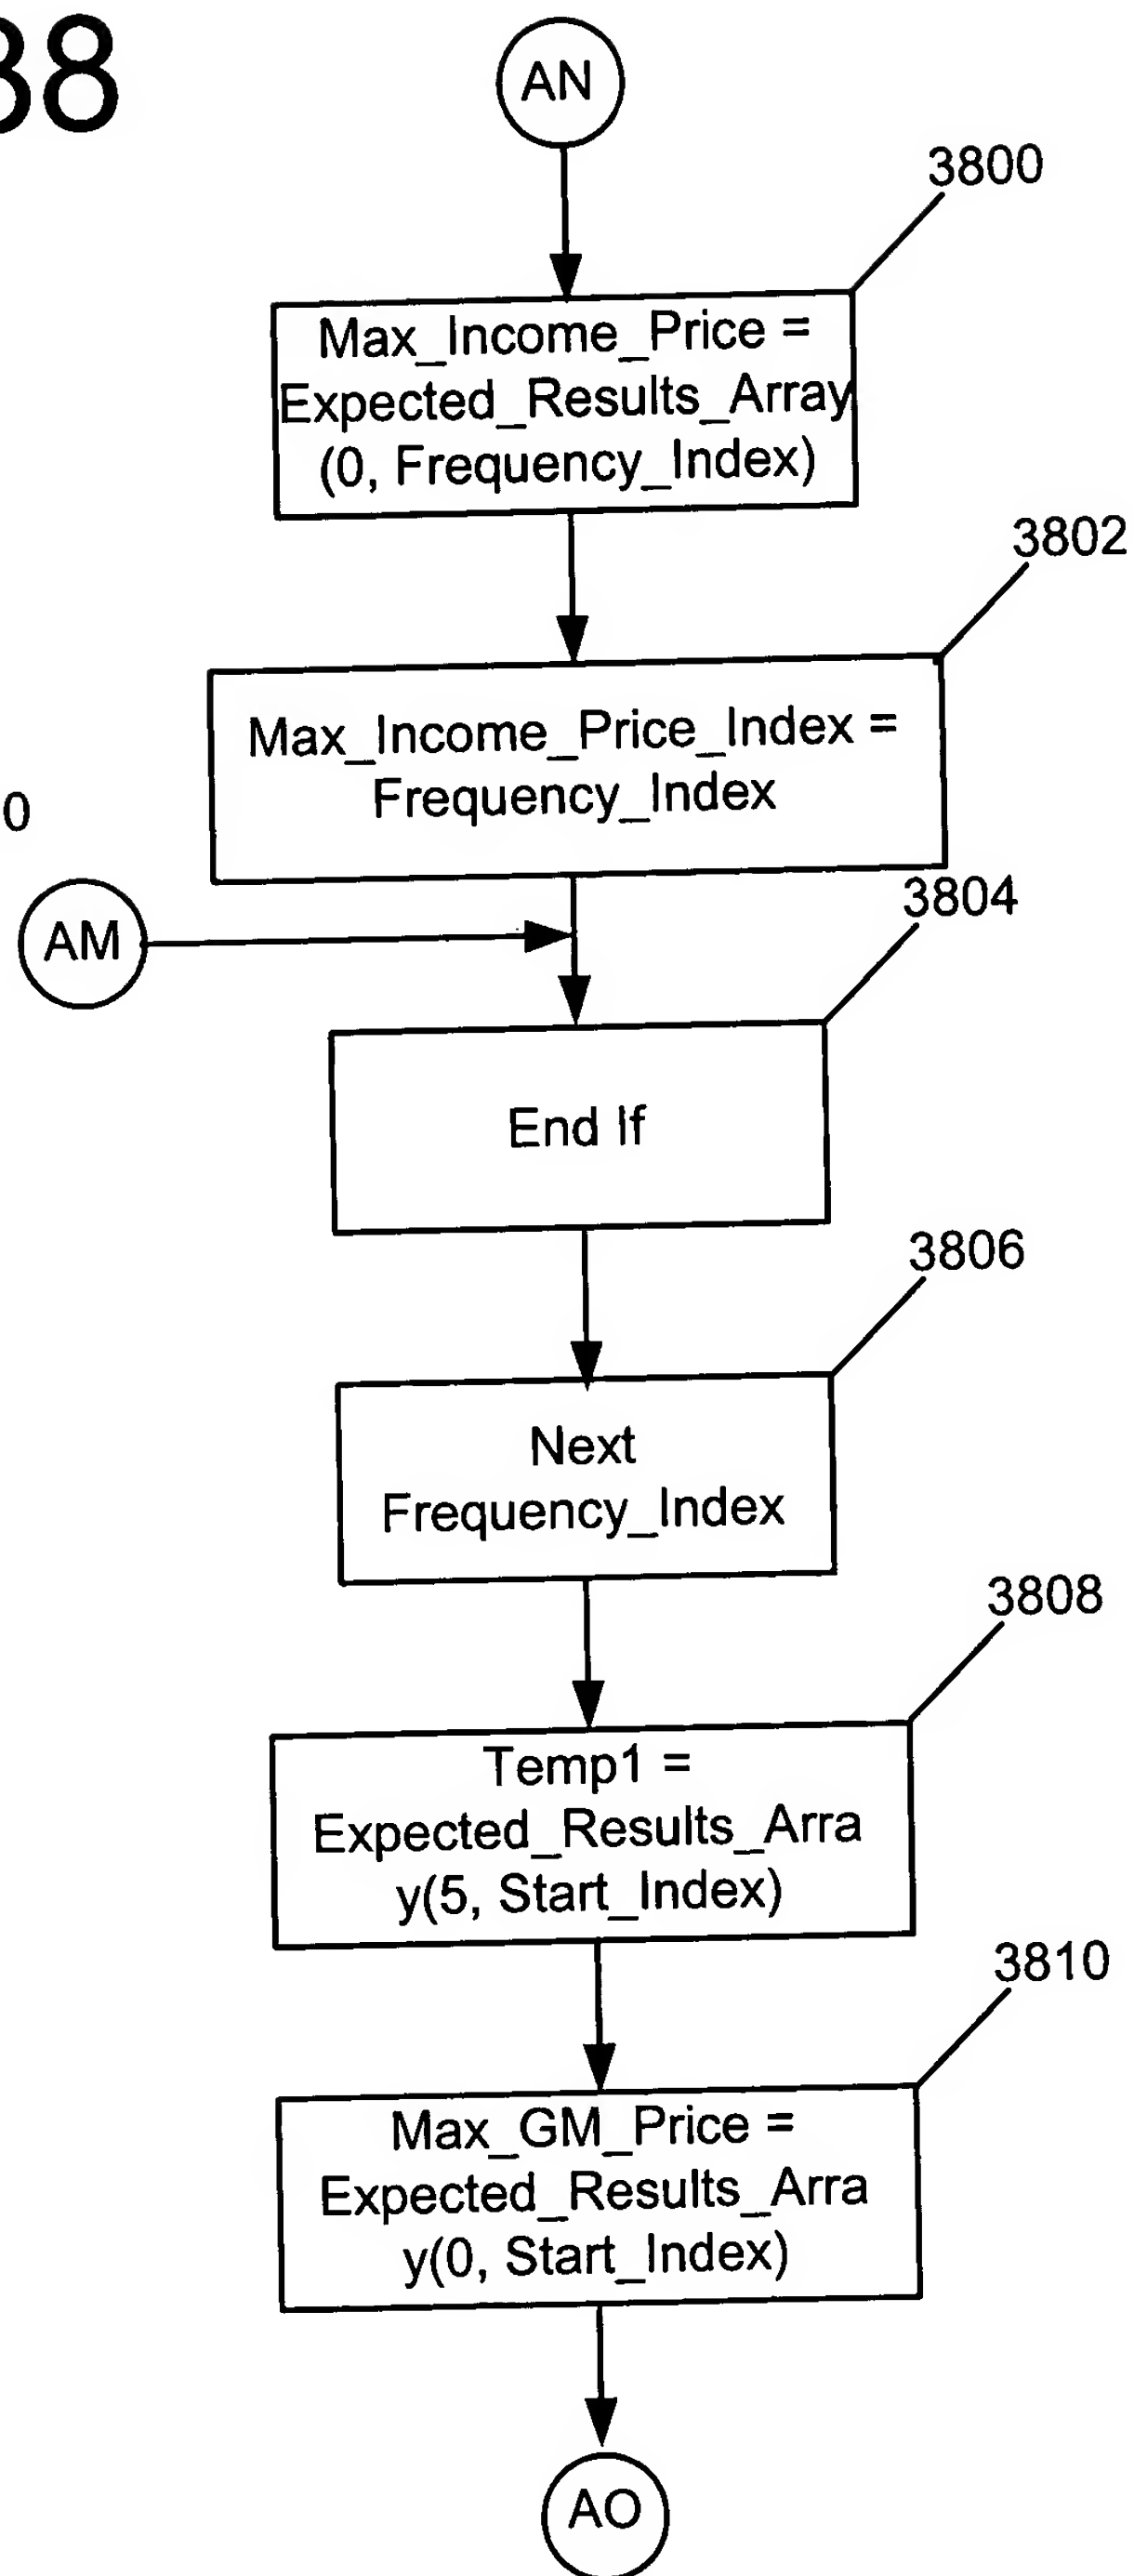 38
AN
3800
Max_Income_Price =
Expected_Results_Array
(0, Frequency_Index)
3802
Max_Income_Price_Index =
Frequency_Index
0
AM
3804
End If
3806
Next
Frequency_Index
3808
Temp1 =
Expected_Results_Arra
y(5, Start_Index)
3810
Max_GM_Price =
Expected_Results_Arra
y(0, Start_Index)
AO